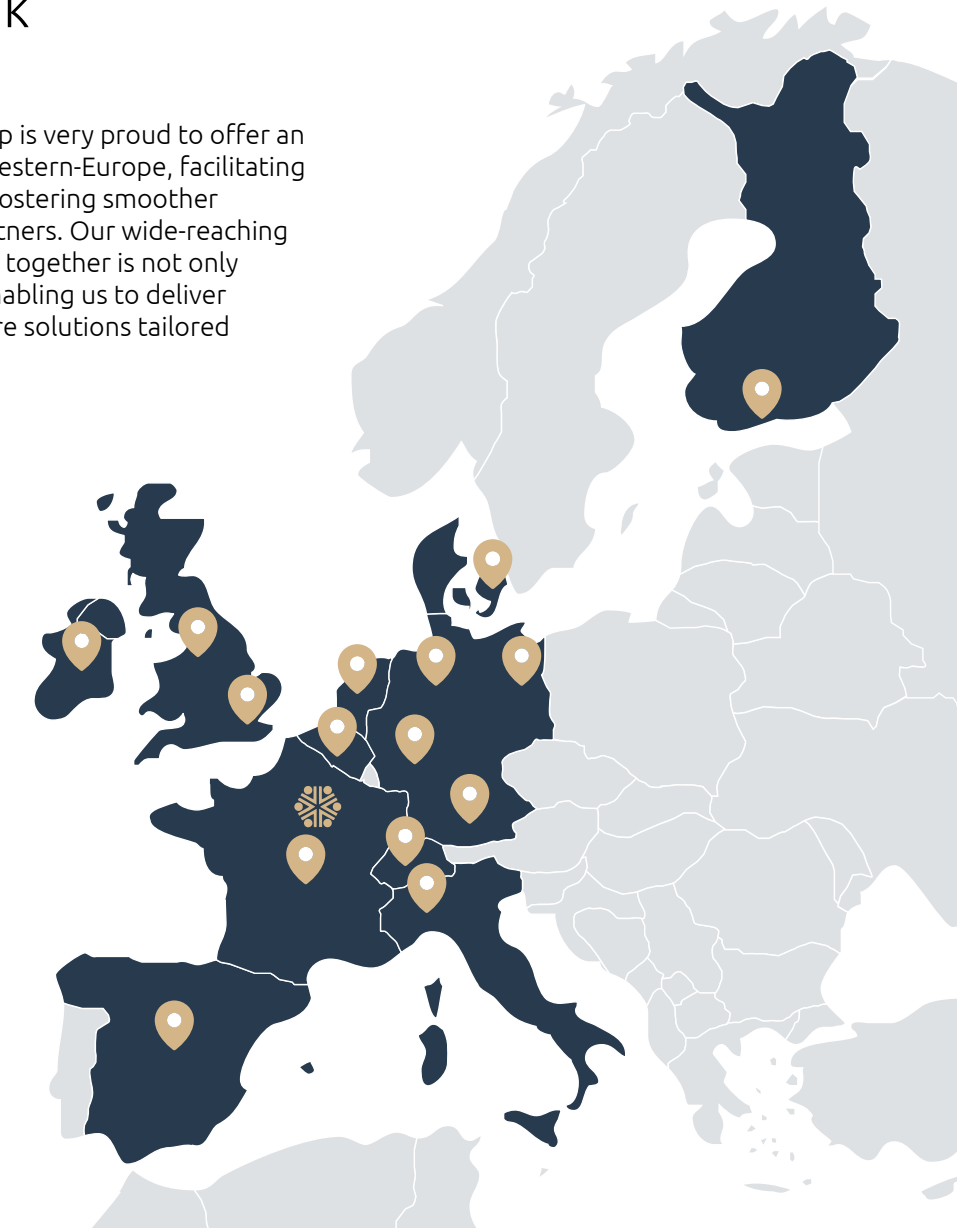 K
p is very proud to offer an
estern-Europe, facilitating
ostering smoother
tners. Our wide-reaching
together is not only
nabling us to deliver
re solutions tailored